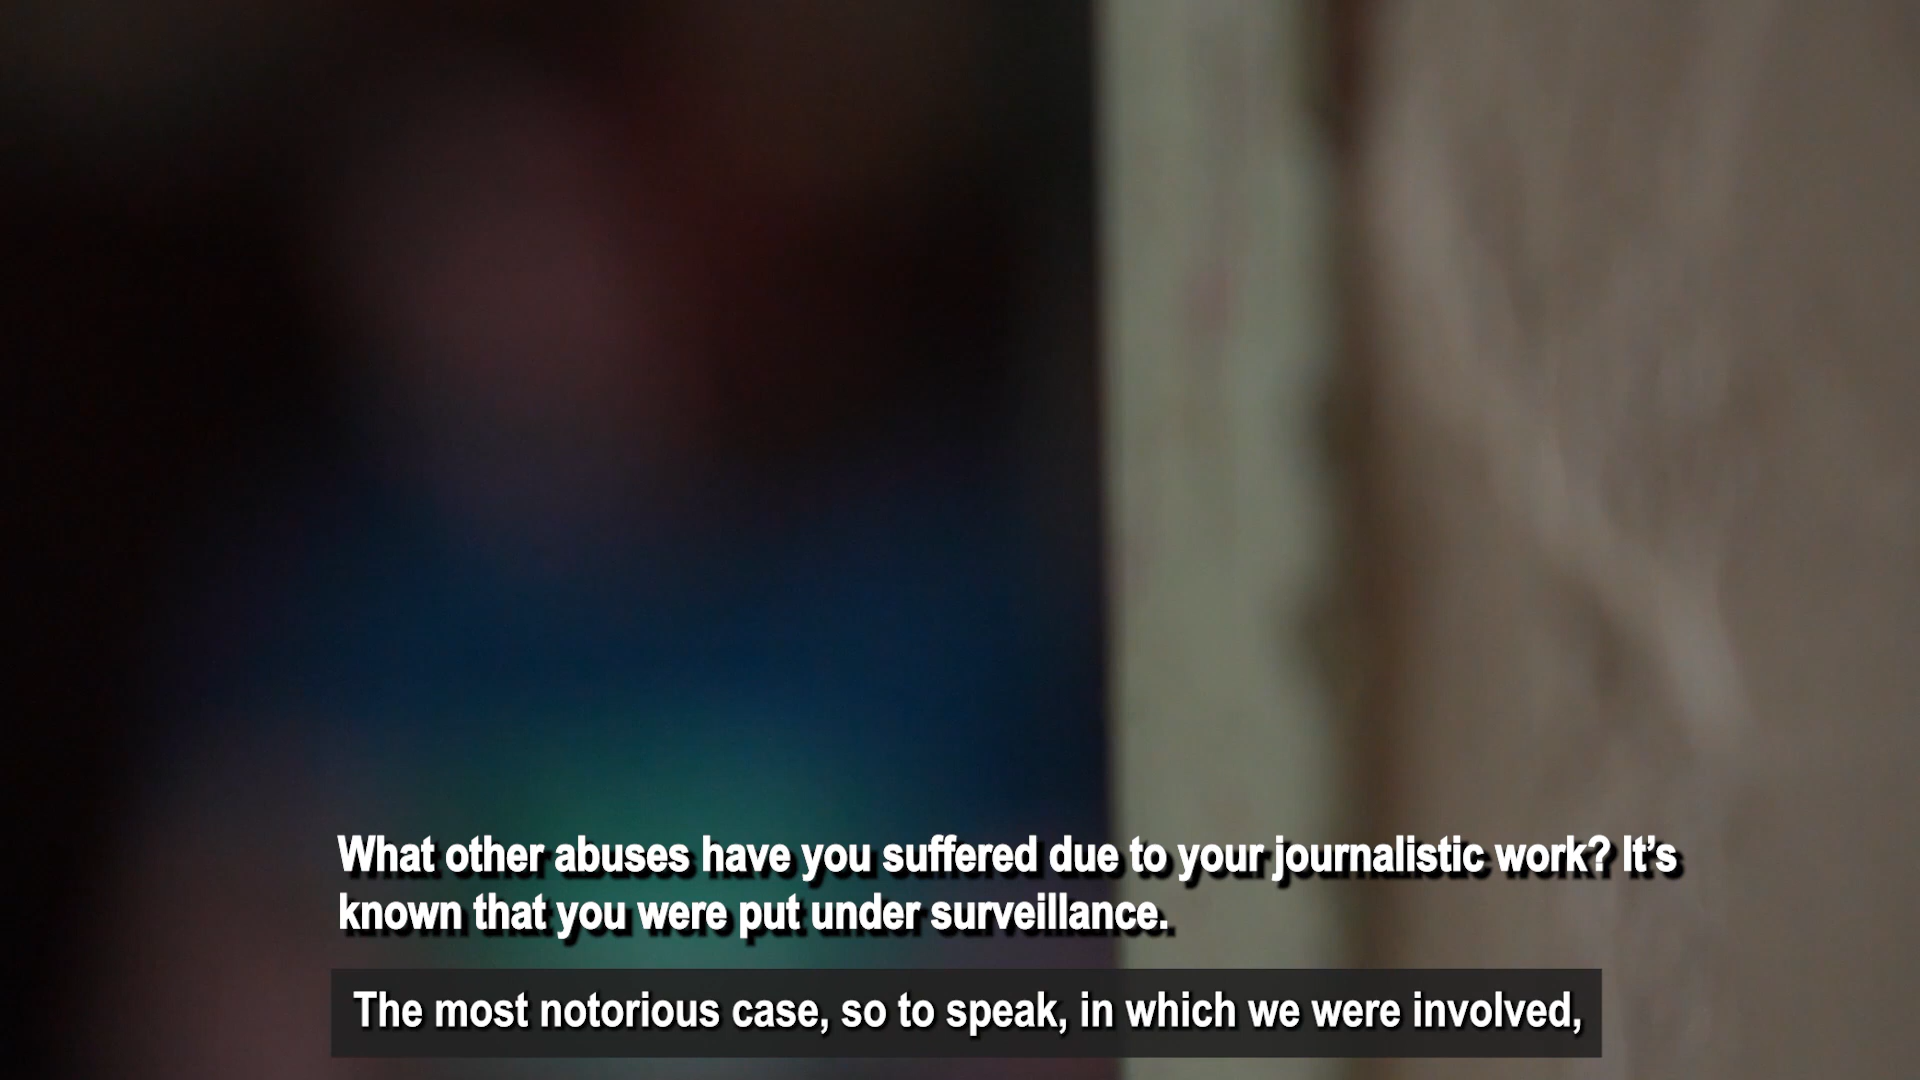 What other abuses have you suffered due to your journalistic work? It’s
known that you were put under surveillance.
The most notorious case, so to speak, in which we were involved,